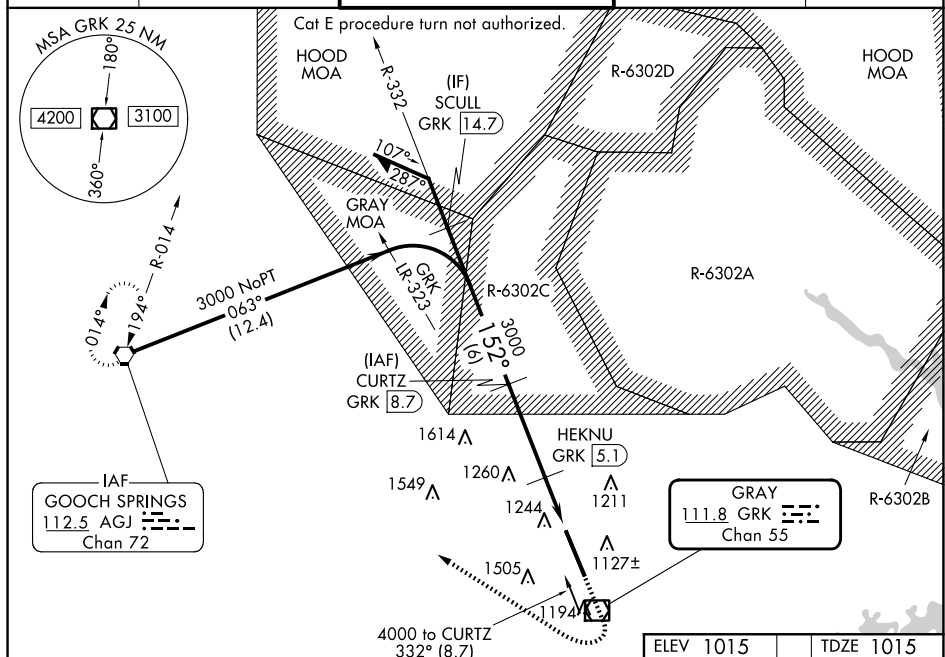 Cat E procedure turn not authorized.
MSA GRK 25 NM
180°
4200
3100
360°
HOOD
MOA
R-332
(IF)
SCULL
GRK 14.7
R-6302D
HOOD
MOA
107°
287°
GRAY
MOA
GRK
LR-323
R-014
194°
014°
3000 NoPT
063°
(12.4)
R-6302C
R-6302A
3000
152°
(6)
(IAF)
CURTZ
GRK 8.7
1614
HEKNU
GRK 5.1
1260
1549
1211
1244
R-6302B
IAF
GOOCH SPRINGS
112.5 AGJ
Chan 72
GRAY
111.8 GRK
Chan 55
1127±
1505
1194
4000 to CURTZ
332° (8.7)
ELEV 1015
TDZE 1015